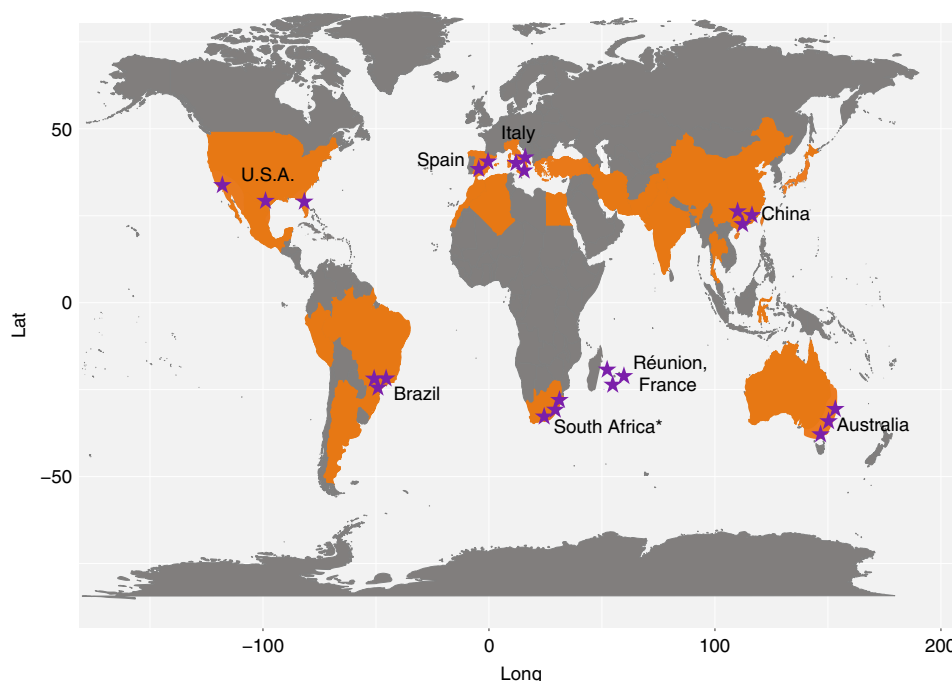 50
0
−50
Lat
Italy
Spain
U.S.A.
China
Réunion,
France
Brazil
South Africa*
Australia
−100
0
100
200
Long